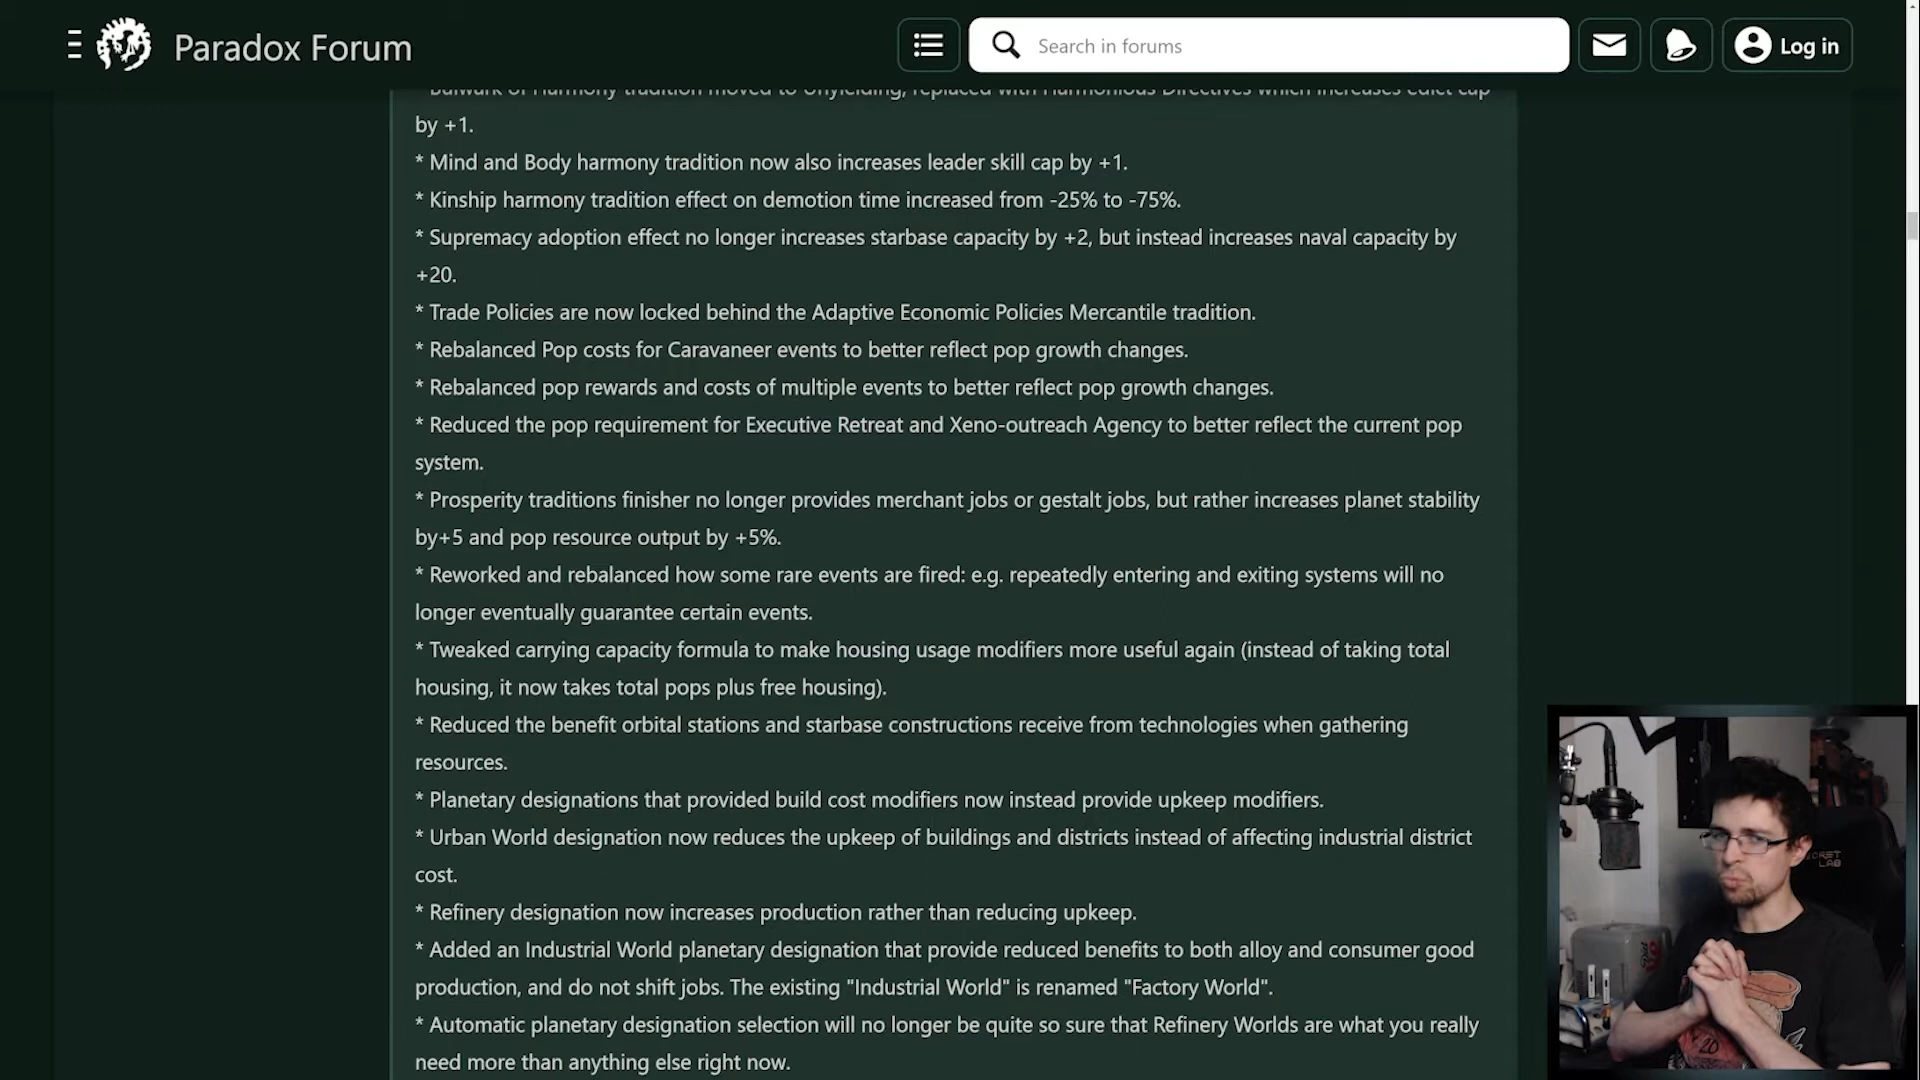 Paradox Forum
Search in forums
Log in
* Bulwark of Harmony tradition moved to Unyielding, replaced with Harmonious Directives which increases edict cap
by +1.
* Mind and Body harmony tradition now also increases leader skill cap by +1.
* Kinship harmony tradition effect on demotion time increased from -25% to -75%.
* Supremacy adoption effect no longer increases starbase capacity by +2, but instead increases naval capacity by
+20.
* Trade Policies are now locked behind the Adaptive Economic Policies Mercantile tradition.
* Rebalanced Pop costs for Caravaneer events to better reflect pop growth changes.
* Rebalanced pop rewards and costs of multiple events to better reflect pop growth changes.
* Reduced the pop requirement for Executive Retreat and Xeno-outreach Agency to better reflect the current pop
system.
* Prosperity traditions finisher no longer provides merchant jobs or gestalt jobs, but rather increases planet stability
by+5 and pop resource output by +5%.
* Reworked and rebalanced how some rare events are fired: e.g. repeatedly entering and exiting systems will no
longer eventually guarantee certain events.
* Tweaked carrying capacity formula to make housing usage modifiers more useful again (instead of taking total
housing, it now takes total pops plus free housing).
* Reduced the benefit orbital stations and starbase constructions receive from technologies when gathering
resources.
* Planetary designations that provided build cost modifiers now instead provide upkeep modifiers.
* Urban World designation now reduces the upkeep of buildings and districts instead of affecting industrial district
cost.
* Refinery designation now increases production rather than reducing upkeep.
* Added an Industrial World planetary designation that provide reduced benefits to both alloy and consumer good
production, and do not shift jobs. The existing "Industrial World" is renamed "Factory World".
* Automatic planetary designation selection will no longer be quite so sure that Refinery Worlds are what you really
need more than anything else right now.
LAB